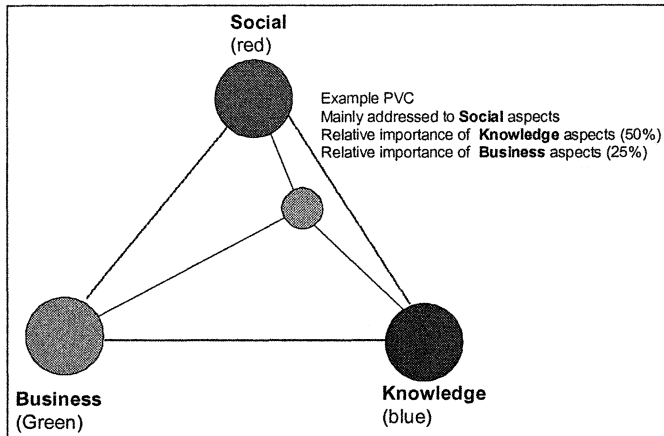 Social
(red)
Example PVC
Mainly addressed to Social aspects
Relative importance of Knowledge aspects (50%)
Relative importance of Business aspects (25%)
Business
(Green)
Knowledge
(blue)